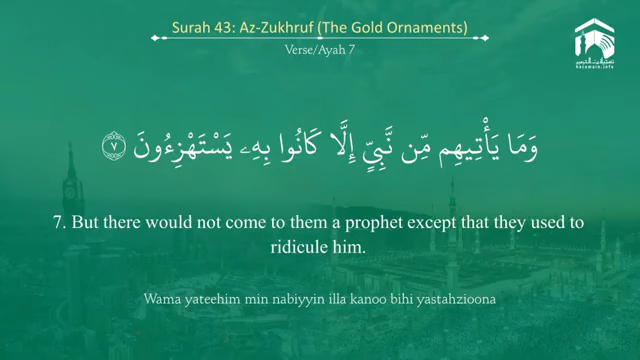 Surah 43: Az-Zukhruf (The Gold Ornaments)
Verse/Ayah 7
haramain.info
وَمَا يَأْتِيهِم مِّن نَّبِيٍّ إِلَّا كَانُوا بِهِۦ يَسْتَهْزِءُونَ ٧
7. But there would not come to them a prophet except that they used to
ridicule him.
Wama yateehim min nabiyyin illa kanoo bihi yastahzioona